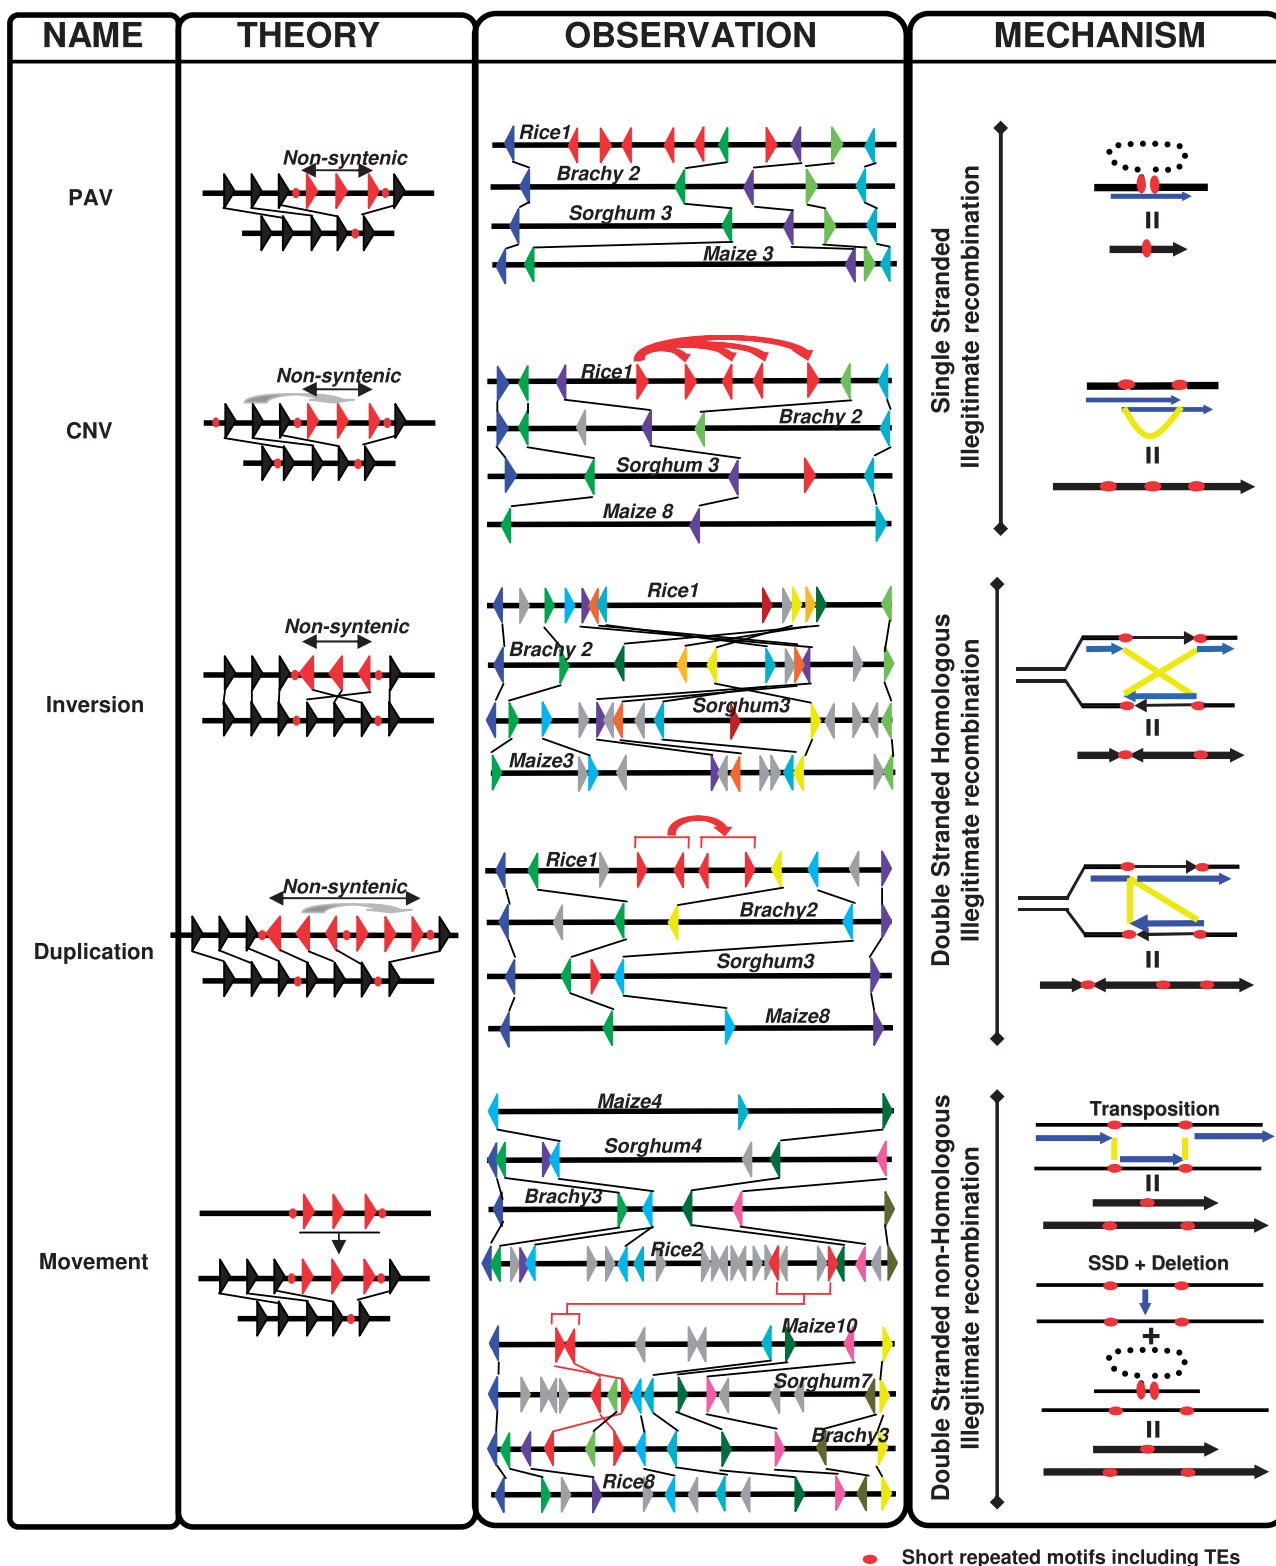 NAME
THEORY
OBSERVATION
MECHANISM
PAV
Non-syntenic
Rice1
Brachy 2
Sorghum 3
Maize 3
Single Stranded
Illegitimate recombination
CNV
Non-syntenic
Rice1
Brachy 2
Sorghum 3
Maize 8
Inversion
Non-syntenic
Rice1
Brachy 2
Sorghum3
Maize3
Double Stranded Homologous
Illegitimate recombination
Duplication
Non-syntenic
Rice1
Brachy2
Sorghum3
Maize8
Movement
Maize4
Sorghum4
Brachy3
Rice2
Maize10
Sorghum7
Brachy3
Rice8
Double Stranded non-Homologous
Illegitimate recombination
Transposition
SSD + Deletion
+
Short repeated motifs including TEs